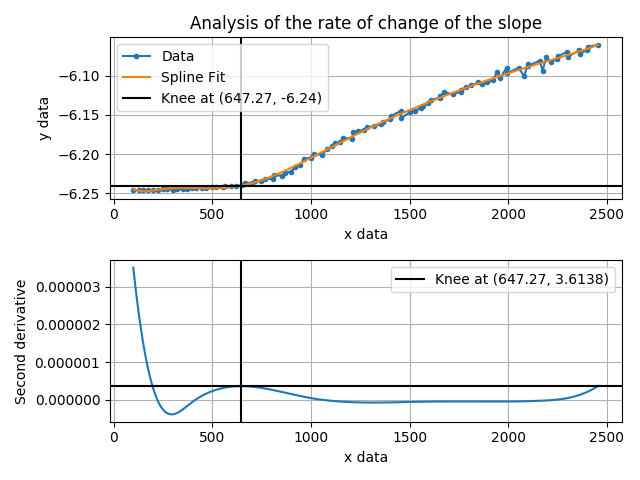 Analysis of the rate of change of the slope
Data
Spline Fit
Knee at (647.27, -6.24)
−6.10
−6.15
−6.20
−6.25
y data
0 500 1000 1500 2000 2500
x data
Knee at (647.27, 3.6138)
0.000003
0.000002
0.000001
0.000000
Second derivative
0 500 1000 1500 2000 2500
x data